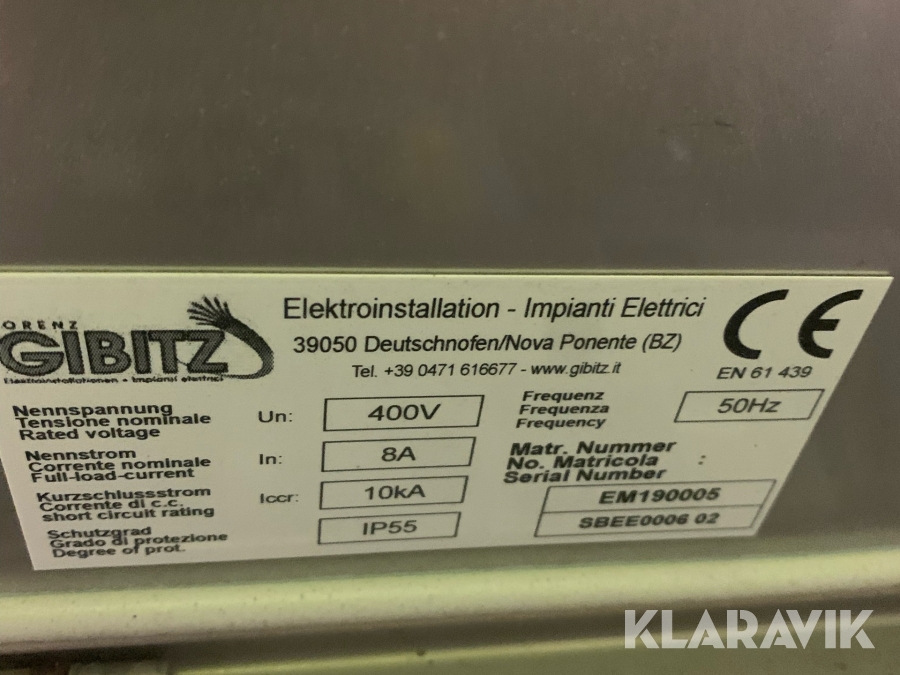 ORENZ
GIBITZ
Elektroinstallationen - Impianti elettrici
Elektroinstallation - Impianti Elettrici
39050 Deutschnofen/Nova Ponente (BZ)
Tel. +39 0471 616677 - www.gibitz.it
CE
EN 61 439
Nennspannung
Tensione nominale
Rated voltage
Un: 400V
Nennstrom
Corrente nominale
Full-load-current
In: 8A
Kurzschlussstrom
Corrente di c.c.
short circuit rating
Iccr: 10kA
Schutzgrad
Grado di protezione
Degree of prot.
IP55
Frequenz
Frequenza
Frequency
50Hz
Matr. Nummer
No. Matricola :
Serial Number
EM190005
SBEE0006 02
KLARAVIK